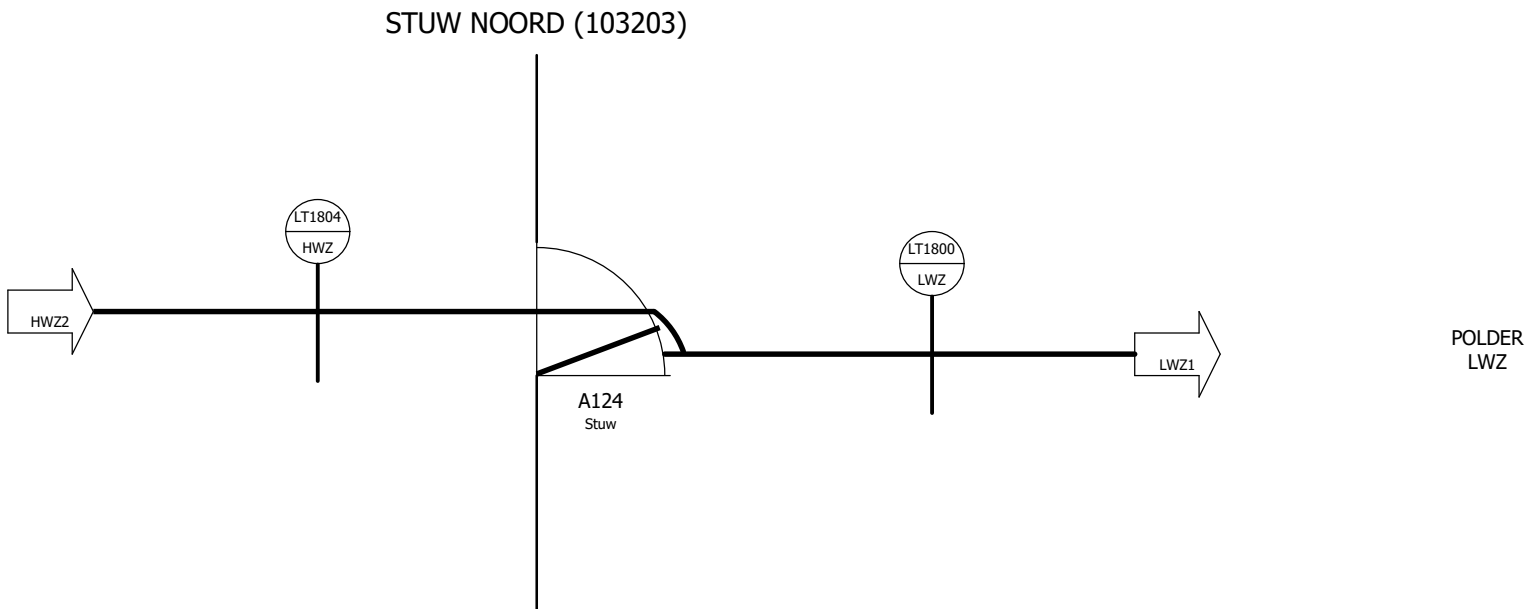 STUW NOORD (103203)
LT1804
HWZ
LT1800
LWZ
HWZ2
LWZ1
POLDER
LWZ
A124
Stuw